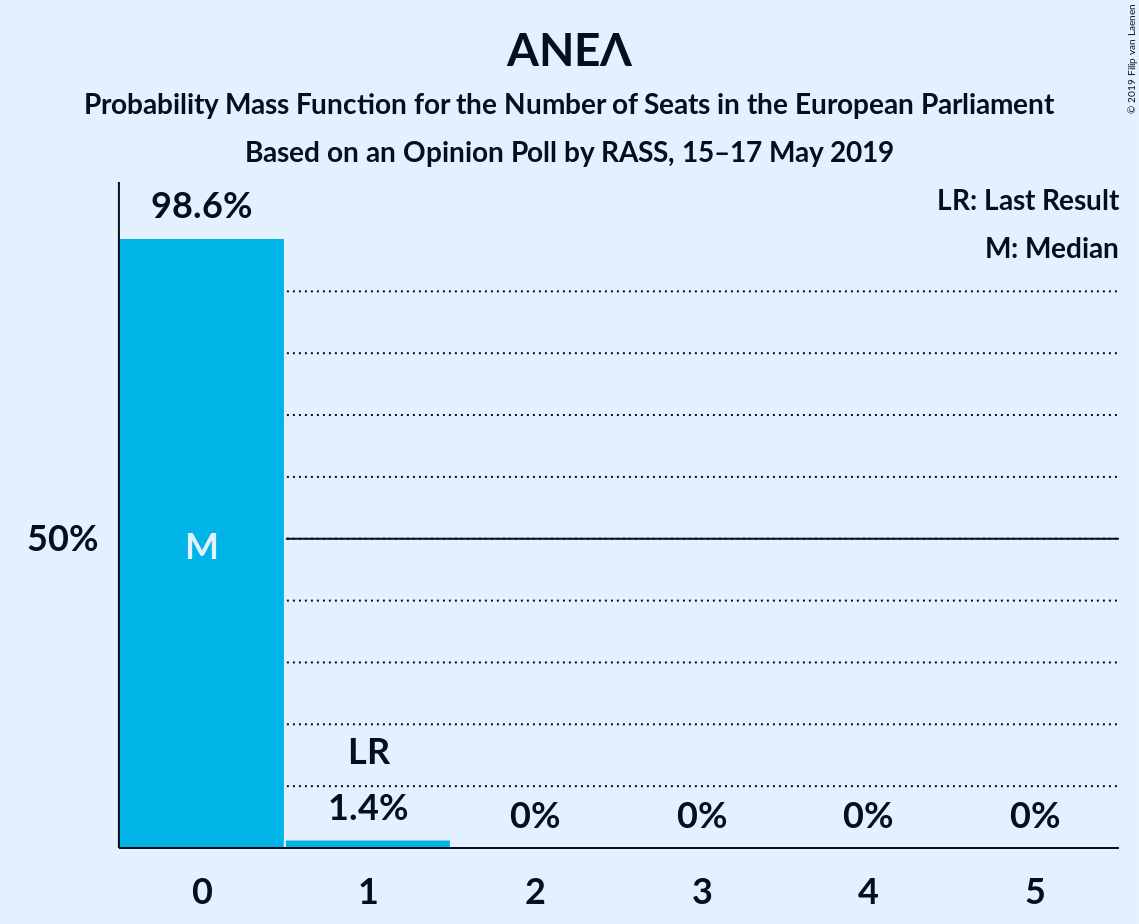 ΑΝΕΛ
Probability Mass Function for the Number of Seats in the European Parliament
Based on an Opinion Poll by RASS, 15–17 May 2019
© 2019 Filip van Laenen
LR: Last Result
M: Median
98.6%
50%
M
LR
1.4%
0%
0%
0%
0%
0
1
2
3
4
5